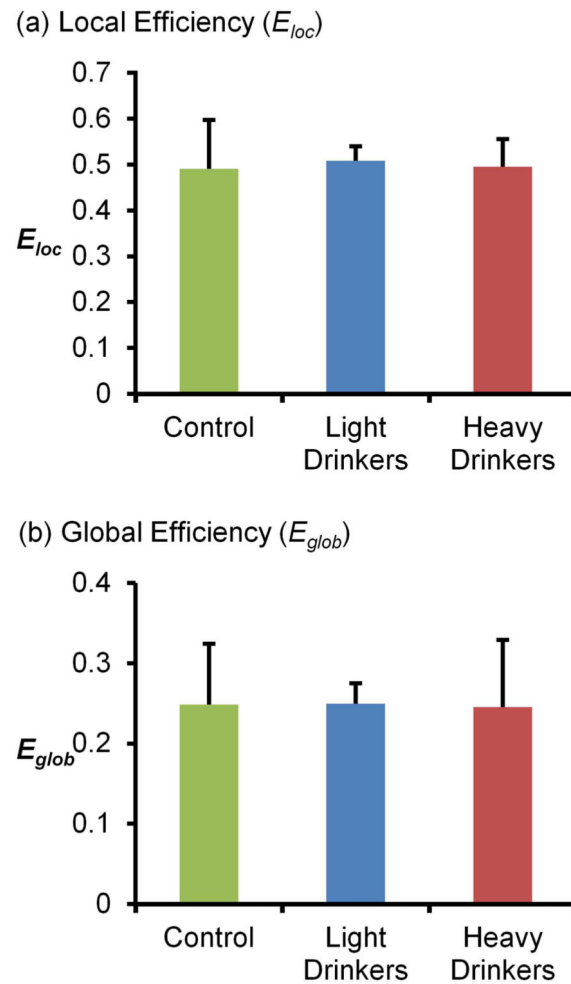 (a) Local Efficiency (Eloc)
0.7
0.6
0.5
0.4
0.3
0.2
0.1
0
Eloc
Control
Light Drinkers
Heavy Drinkers
(b) Global Efficiency (Eglob)
0.4
0.3
0.2
0.1
0
Eglob
Control
Light Drinkers
Heavy Drinkers